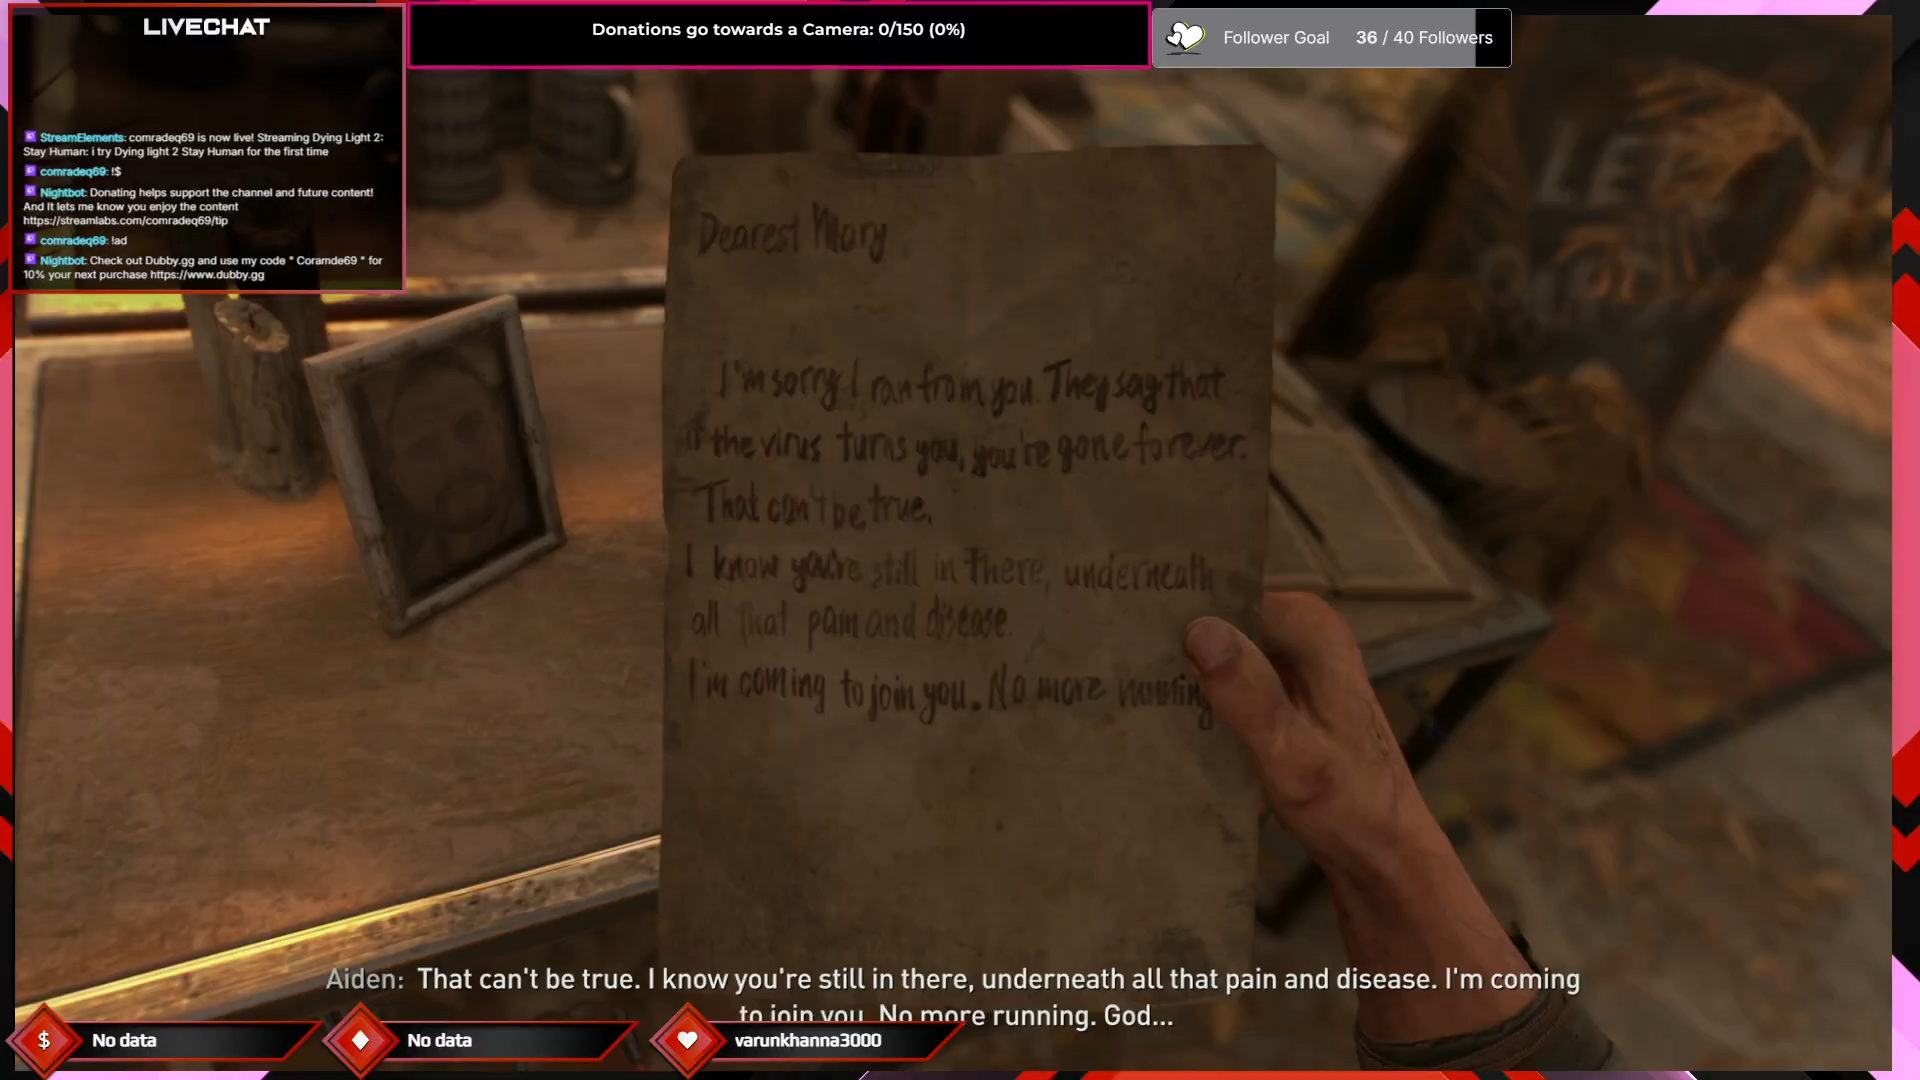 LIVECHAT
StreamElements: comradeq69 is now live! Streaming Dying Light 2:
Stay Human: i try Dying light 2 Stay Human for the first time
comradeq69: !$
Nightbot: Donating helps support the channel and future content!
And It lets me know you enjoy the content
https://streamlabs.com/comradeq69/tip
comradeq69: !ad
Nightbot: Check out Dubby.gg and use my code " Coramde69 " for
10% your next purchase https://www.dubby.gg
Donations go towards a Camera: 0/150 (0%)
Follower Goal 36 / 40 Followers
Dearest Mary
I'm sorry I ran from you. They say that
if the virus turns you, you're gone forever.
That can't be true.
I know you're still in there, underneath
all that pain and disease.
I'm coming to join you. No more running
Aiden: That can't be true. I know you're still in there, underneath all that pain and disease. I'm coming
to join you. No more running. God...
$ No data
No data
varunkhanna3000